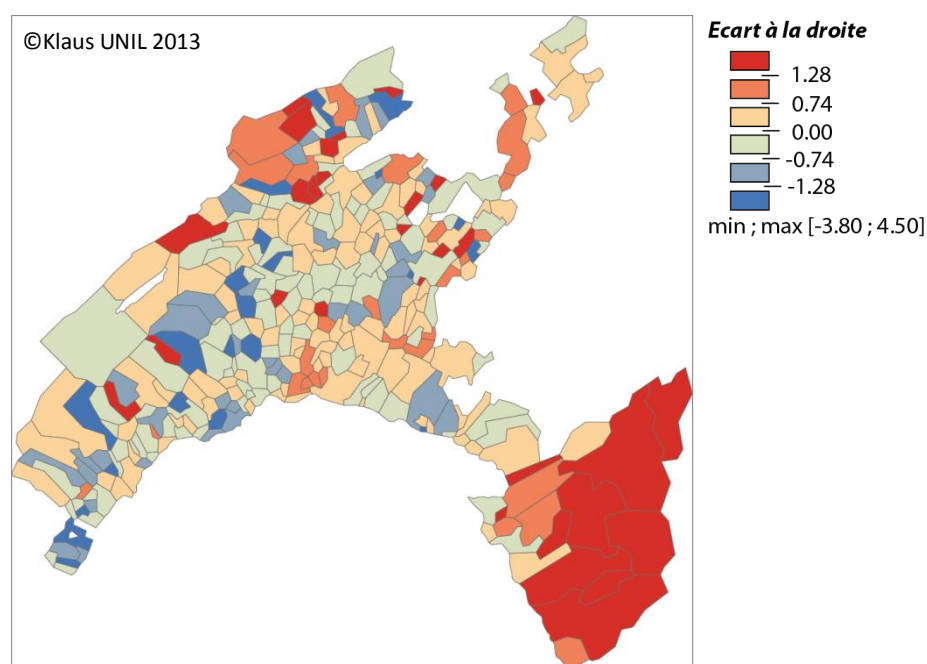 ©Klaus UNIL 2013
Ecart à la droite
1.28
0.74
0.00
-0.74
-1.28
min ; max [-3.80 ; 4.50]